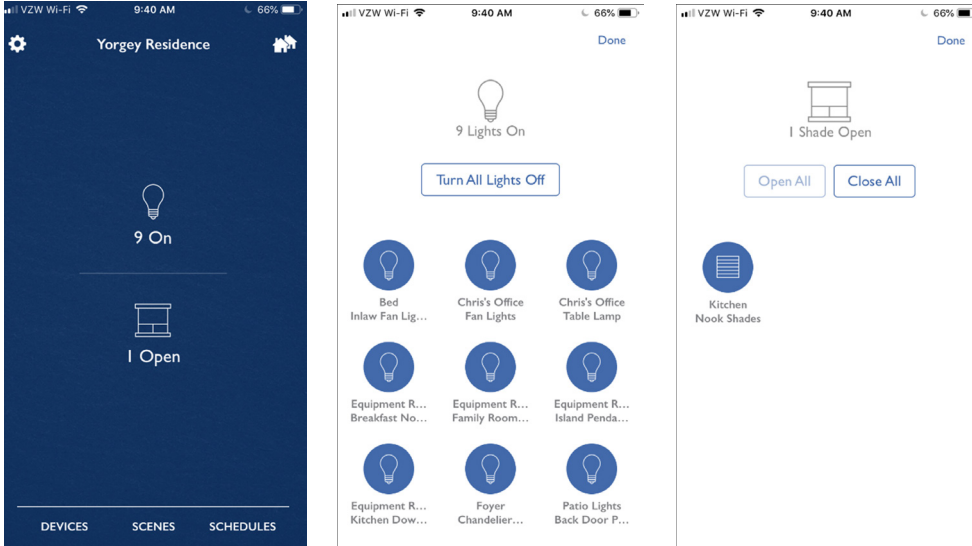 VZW Wi-Fi 9:40 AM 66%
Yorgey Residence
9 On
1 Open
DEVICES SCENES SCHEDULES
VZW Wi-Fi 9:40 AM 66%
Done
9 Lights On
Turn All Lights Off
Bed
Inlaw Fan Lig...
Chris's Office
Fan Lights
Chris's Office
Table Lamp
Equipment R...
Breakfast No...
Equipment R...
Family Room...
Equipment R...
Island Penda...
Equipment R...
Kitchen Dow...
Foyer
Chandelier...
Patio Lights
Back Door P...
VZW Wi-Fi 9:40 AM 66%
Done
1 Shade Open
Open All Close All
Kitchen
Nook Shades